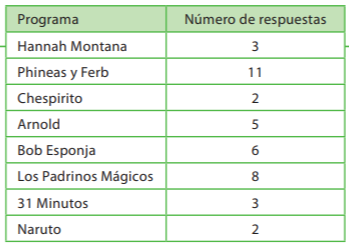 Programa Número de respuestas
Hannah Montana 3
Phineas y Ferb 11
Chespirito 2
Arnold 5
Bob Esponja 6
Los Padrinos Mágicos 8
31 Minutos 3
Naruto 2